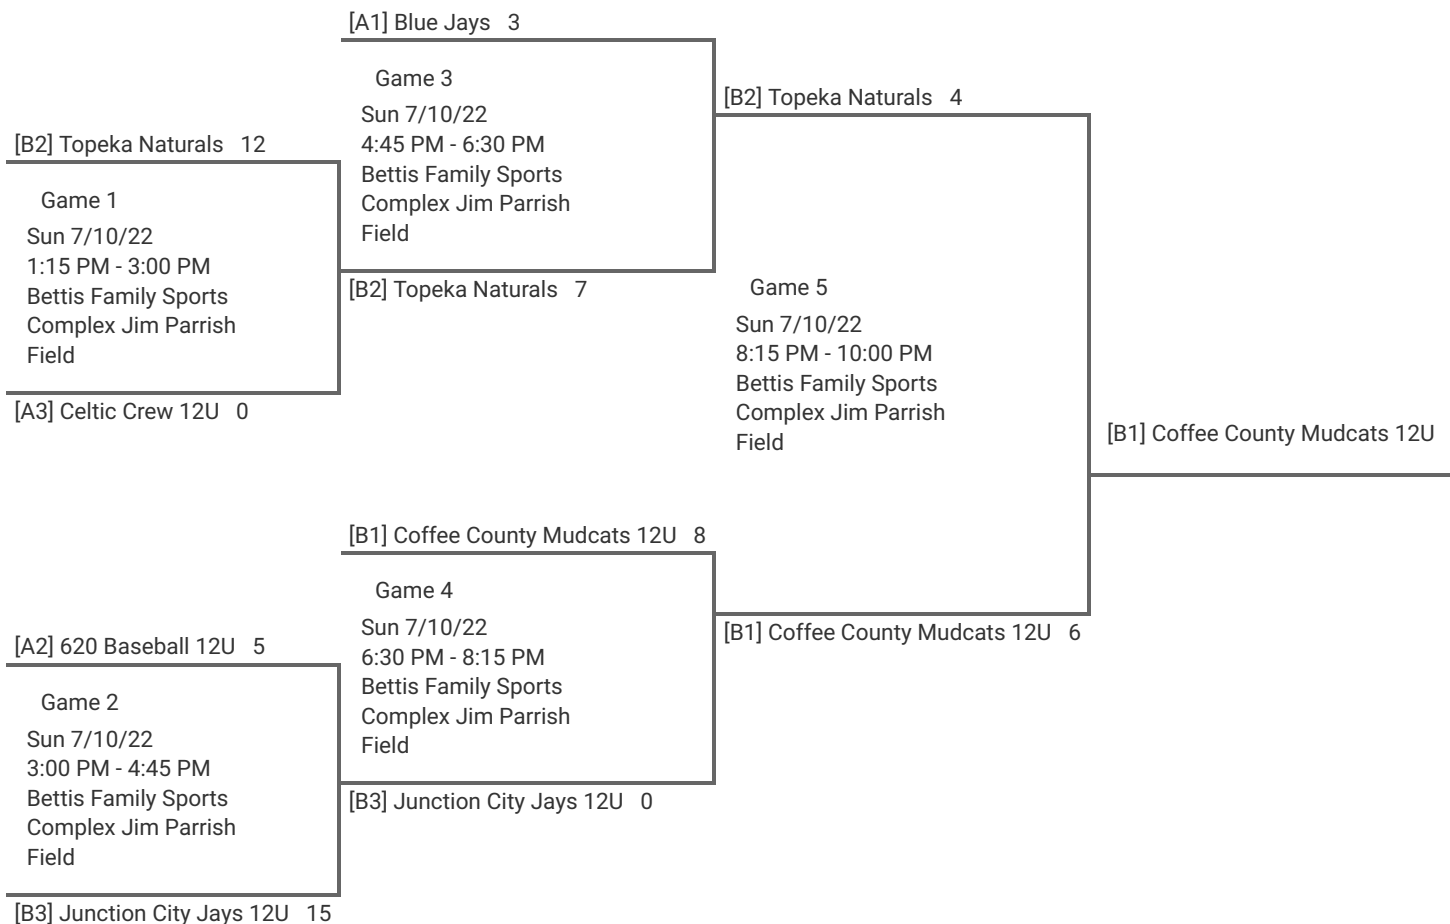 [A1] Blue Jays 3
Game 3
Sun 7/10/22
4:45 PM - 6:30 PM
Bettis Family Sports
Complex Jim Parrish
Field
[B2] Topeka Naturals 7
[B2] Topeka Naturals 12
Game 1
Sun 7/10/22
1:15 PM - 3:00 PM
Bettis Family Sports
Complex Jim Parrish
Field
[A3] Celtic Crew 12U 0
[B2] Topeka Naturals 4
Game 5
Sun 7/10/22
8:15 PM - 10:00 PM
Bettis Family Sports
Complex Jim Parrish
Field
[B1] Coffee County Mudcats 12U 6
[B1] Coffee County Mudcats 12U
[B1] Coffee County Mudcats 12U 8
Game 4
Sun 7/10/22
6:30 PM - 8:15 PM
Bettis Family Sports
Complex Jim Parrish
Field
[B3] Junction City Jays 12U 0
[A2] 620 Baseball 12U 5
Game 2
Sun 7/10/22
3:00 PM - 4:45 PM
Bettis Family Sports
Complex Jim Parrish
Field
[B3] Junction City Jays 12U 15